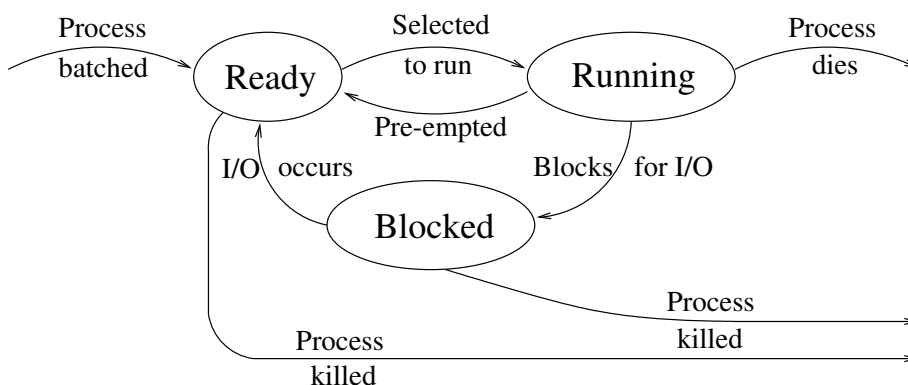 Process
batched
Ready
Selected
to run
Pre-empted
Running
Process
dies
I/O occurs
Blocks for I/O
Blocked
Process
killed
Process
killed